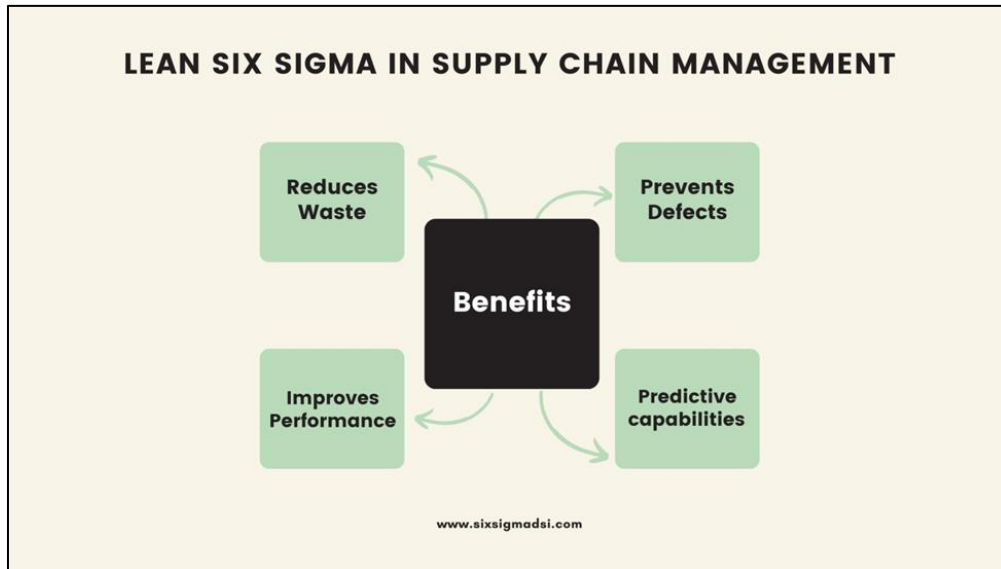 LEAN SIX SIGMA IN SUPPLY CHAIN MANAGEMENT
Reduces
Waste
Prevents
Defects
Benefits
Improves
Performance
Predictive
capabilities
www.sixsigmadsi.com